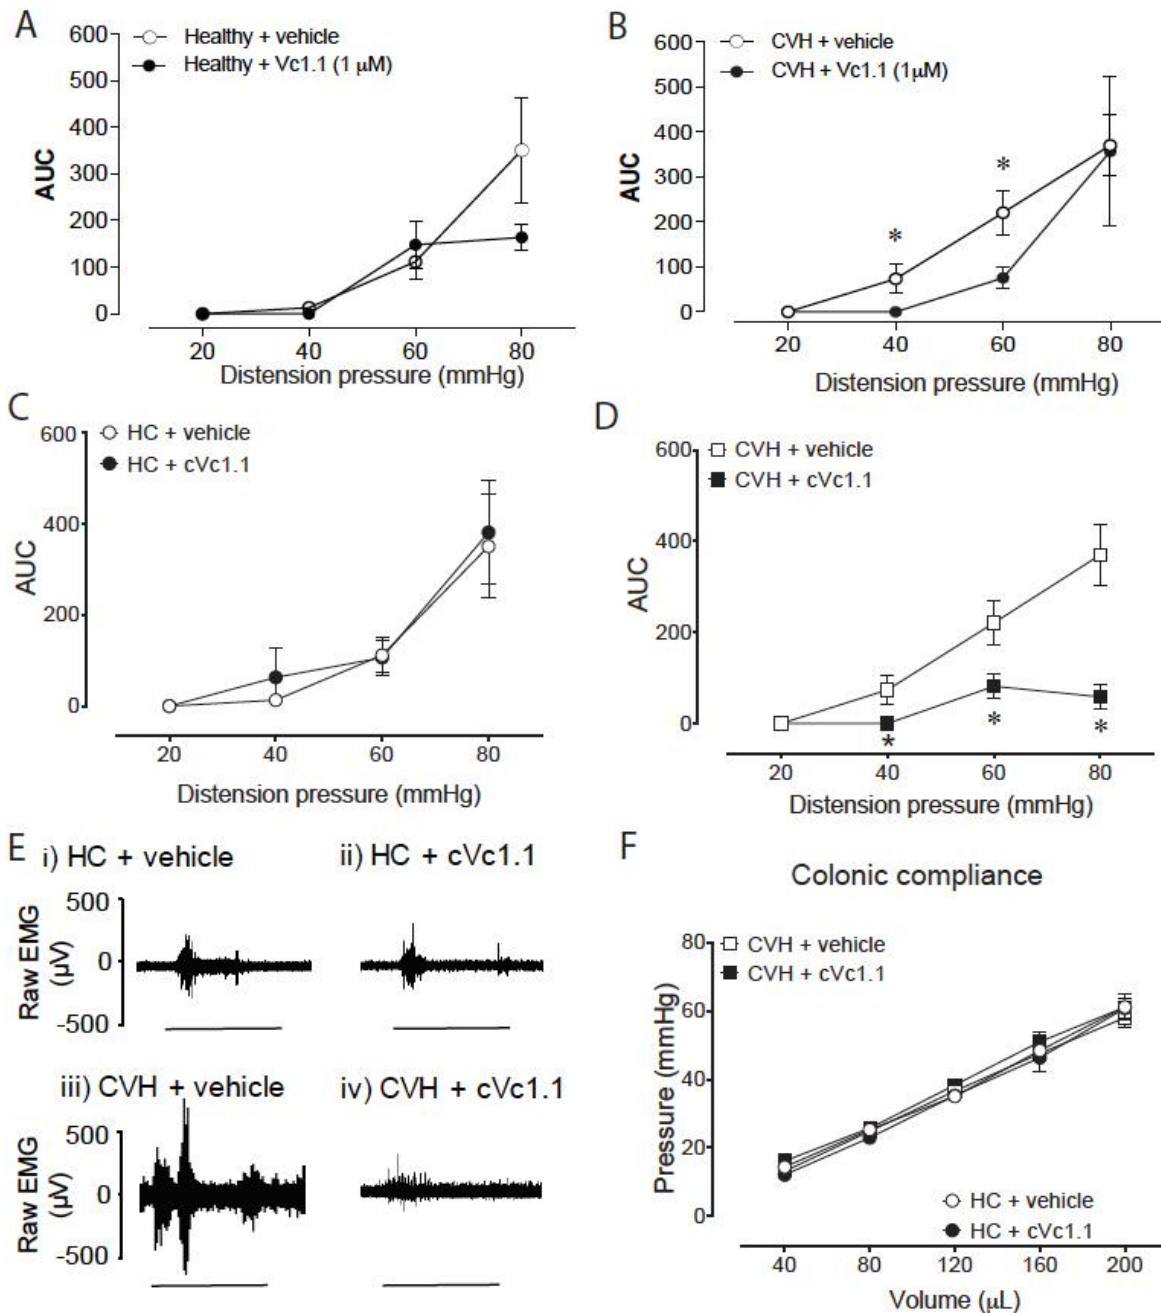 A
600
500
400
300
200
100
0
AUC
Healthy + vehicle
Healthy + Vc1.1 (1 μM)
20
40
60
80
Distension pressure (mmHg)
B
600
500
400
300
200
100
0
AUC
CVH + vehicle
CVH + Vc1.1 (1μM)
*
*
20
40
60
80
Distension pressure (mmHg)
C
600
400
200
0
AUC
HC + vehicle
HC + cVc1.1
20
40
60
80
Distension pressure (mmHg)
D
600
400
200
0
AUC
CVH + vehicle
CVH + cVc1.1
*
*
*
20
40
60
80
Distension pressure (mmHg)
E
i) HC + vehicle
ii) HC + cVc1.1
Raw EMG
(μV)
500
0
-500
iii) CVH + vehicle
iv) CVH + cVc1.1
Raw EMG
(μV)
500
0
-500
F
Colonic compliance
80
60
40
20
0
Pressure (mmHg)
CVH + vehicle
CVH + cVc1.1
HC + vehicle
HC + cVc1.1
40
80
120
160
200
Volume (μL)